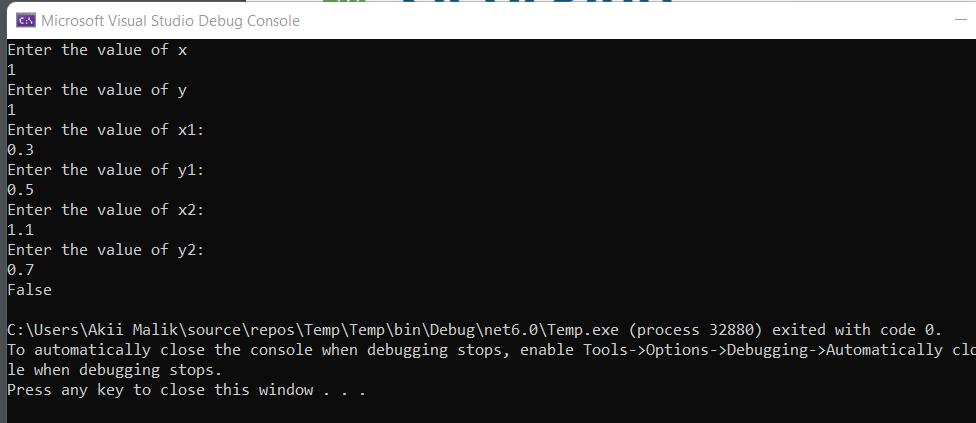 Microsoft Visual Studio Debug Console
Enter the value of x
1
Enter the value of y
1
Enter the value of x1:
0.3
Enter the value of y1:
0.5
Enter the value of x2:
1.1
Enter the value of y2:
0.7
False
C:\Users\Akii Malik\source\repos\Temp\Temp\bin\Debug\net6.0\Temp.exe (process 32880) exited with code 0.
To automatically close the console when debugging stops, enable Tools->Options->Debugging->Automatically clo
le when debugging stops.
Press any key to close this window . . .